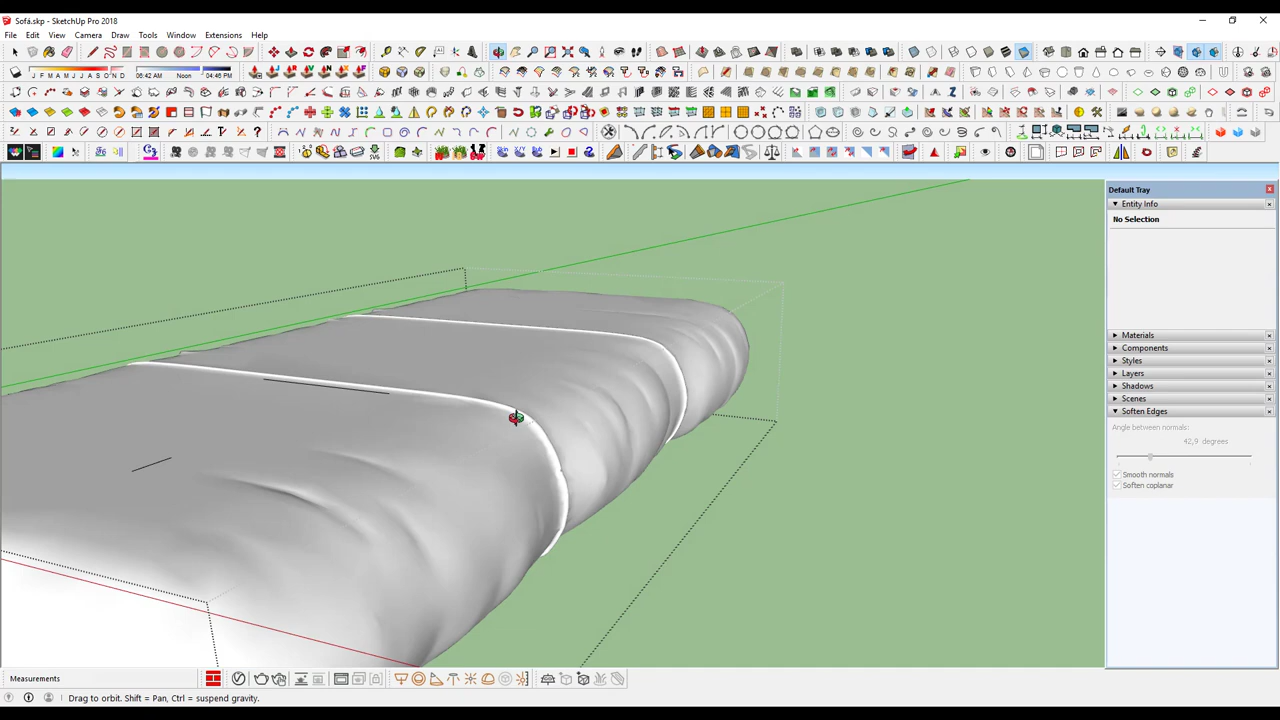 Sofá.skp - SketchUp Pro 2018
File Edit View Camera Draw Tools Window Extensions
J F M A M J J A S O N D
06:42 AM Noon 04:46 PM
SVG
Default Tray
Entity Info
No Selection
Materials
Components
Styles
Layers
Shadows
Scenes
Soften Edges
Angle between normals:
42,9 degrees
Smooth normals
Soften coplanar
Measurements
Drag to orbit. Shift = Pan, Ctrl = suspend gravity.